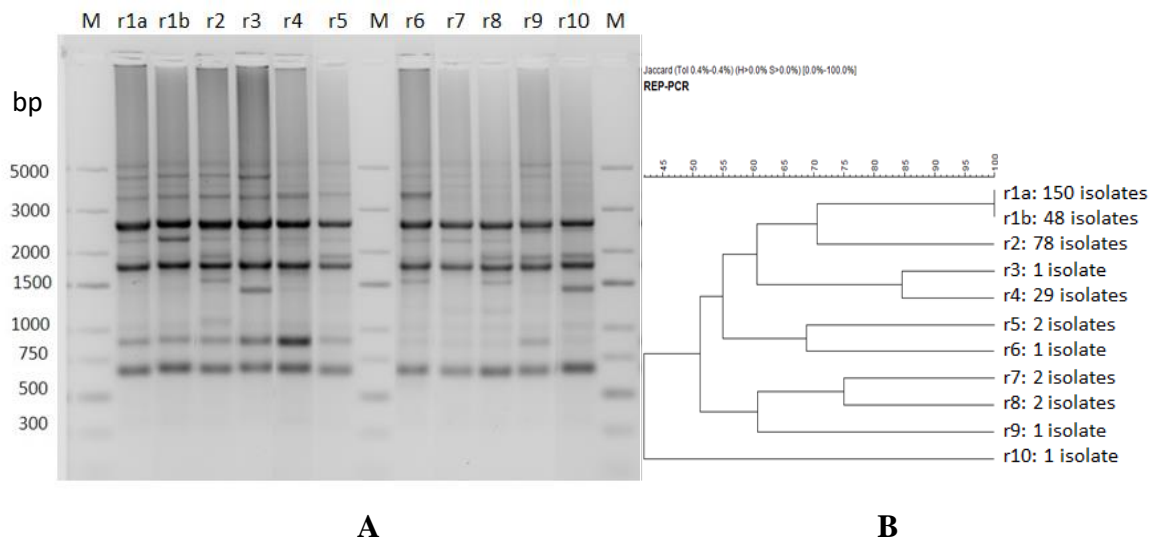 M r1a r1b r2 r3 r4 r5 M r6 r7 r8 r9 r10 M
bp
5000
3000
2000
1500
1000
750
500
300
Jaccard (Tol 0.4%-0.4%) (H>0.0% S>0.0%) [0.0%-100.0%]
REP-PCR
45 50 55 60 65 70 75 80 85 90 95 100
r1a: 150 isolates
r1b: 48 isolates
r2: 78 isolates
r3: 1 isolate
r4: 29 isolates
r5: 2 isolates
r6: 1 isolate
r7: 2 isolates
r8: 2 isolates
r9: 1 isolate
r10: 1 isolate
A B